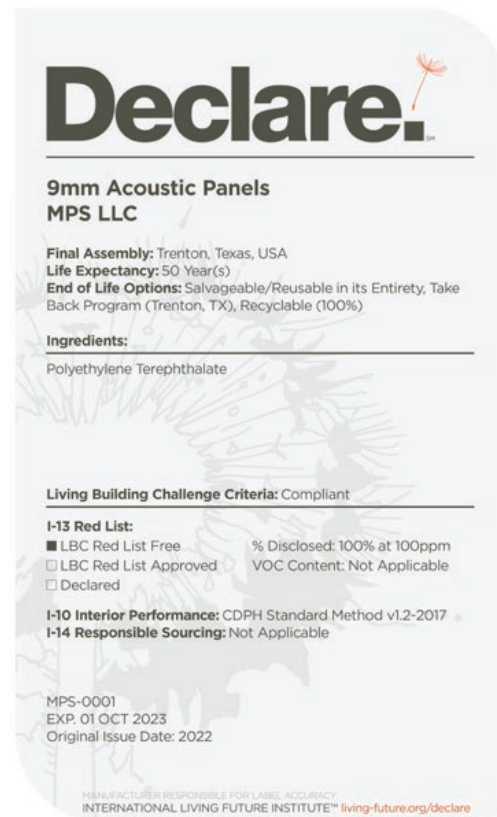 Declare.
SM
9mm Acoustic Panels
MPS LLC
Final Assembly: Trenton, Texas, USA
Life Expectancy: 50 Year(s)
End of Life Options: Salvageable/Reusable in its Entirety, Take
Back Program (Trenton, TX), Recyclable (100%)
Ingredients:
Polyethylene Terephthalate
Living Building Challenge Criteria: Compliant
I-13 Red List:
■ LBC Red List Free % Disclosed: 100% at 100ppm
□ LBC Red List Approved VOC Content: Not Applicable
□ Declared
I-10 Interior Performance: CDPH Standard Method v1.2-2017
I-14 Responsible Sourcing: Not Applicable
MPS-0001
EXP. 01 OCT 2023
Original Issue Date: 2022
MANUFACTURER RESPONSIBLE FOR LABEL ACCURACY
INTERNATIONAL LIVING FUTURE INSTITUTE™ living-future.org/declare